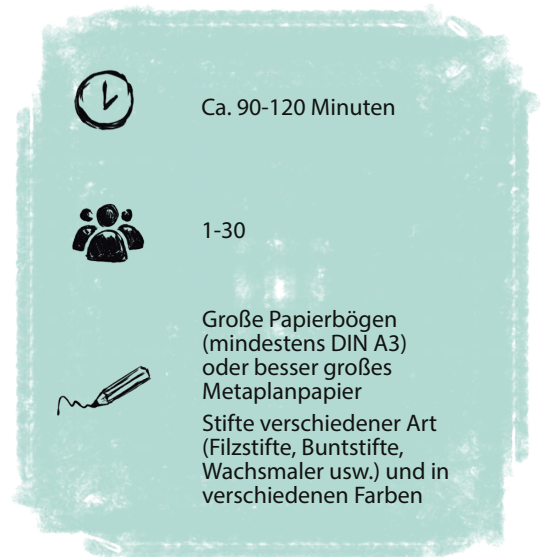 Ca. 90-120 Minuten
1-30
Große Papierbögen
(mindestens DIN A3)
oder besser großes
Metaplanpapier
Stifte verschiedener Art
(Filzstifte, Buntstifte,
Wachsmaler usw.) und in
verschiedenen Farben